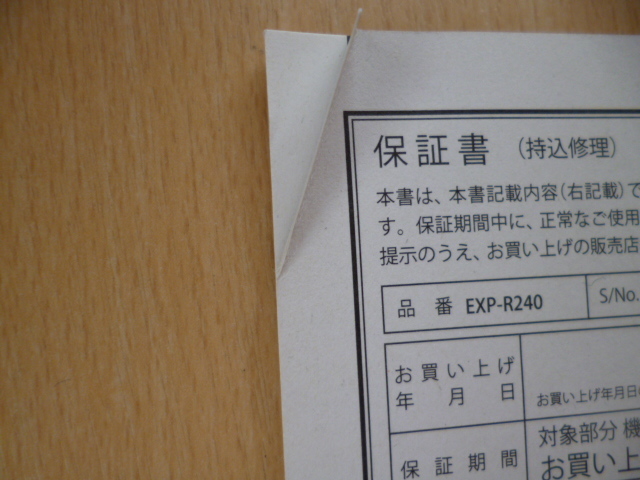 保証書 (持込修理)
本書は、本書記載内容(右記載)で
す。保証期間中に、正常なご使用
提示のうえ、お買い上げの販売店
品番 EXP-R240 S/No.
お買い上げ
年月日
お買い上げ年月日
保証期間
対象部分 機
お買い上